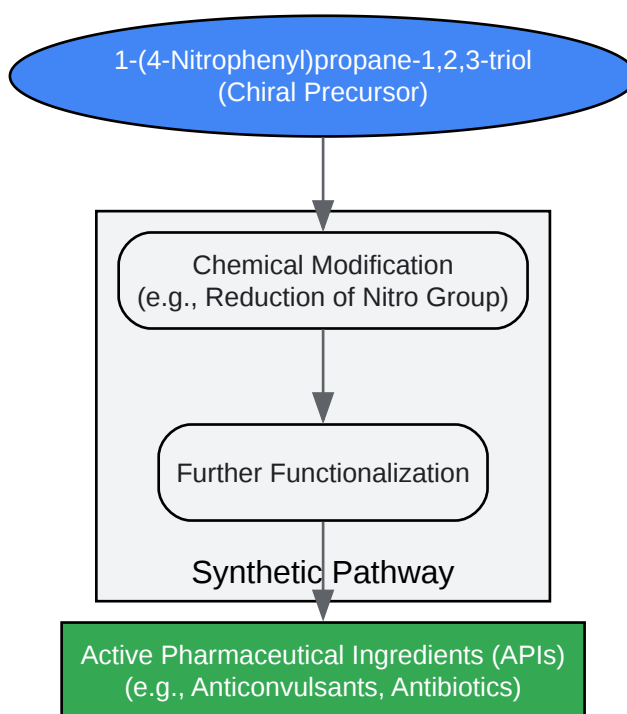 1-(4-Nitrophenyl)propane-1,2,3-triol
(Chiral Precursor)
Chemical Modification
(e.g., Reduction of Nitro Group)
Further Functionalization
Synthetic Pathway
Active Pharmaceutical Ingredients (APIs)
(e.g., Anticonvulsants, Antibiotics)